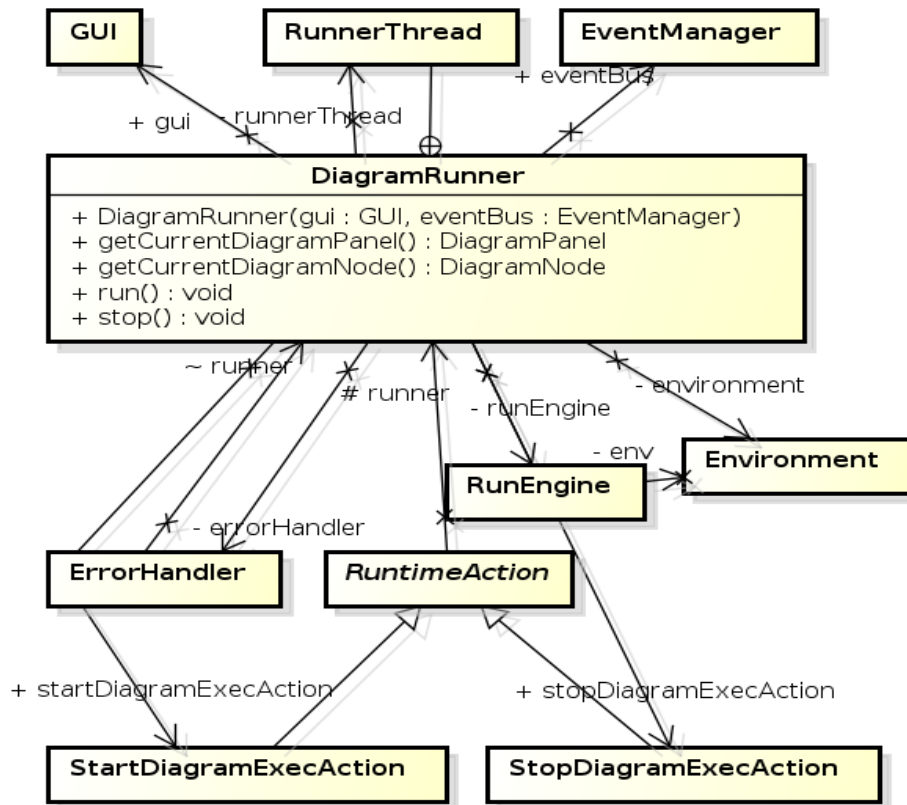 GUI
RunnerThread
EventManager
+ eventBus
+ gui
- runnerThread
DiagramRunner
+ DiagramRunner(gui : GUI, eventBus : EventManager)
+ getCurrentDiagramPanel() : DiagramPanel
+ getCurrentDiagramNode() : DiagramNode
+ run() : void
+ stop() : void
~ runner
# runner
- environment
- runEngine
- env
Environment
RunEngine
- errorHandler
ErrorHandler
RuntimeAction
+ startDiagramExecAction
+ stopDiagramExecAction
StartDiagramExecAction
StopDiagramExecAction